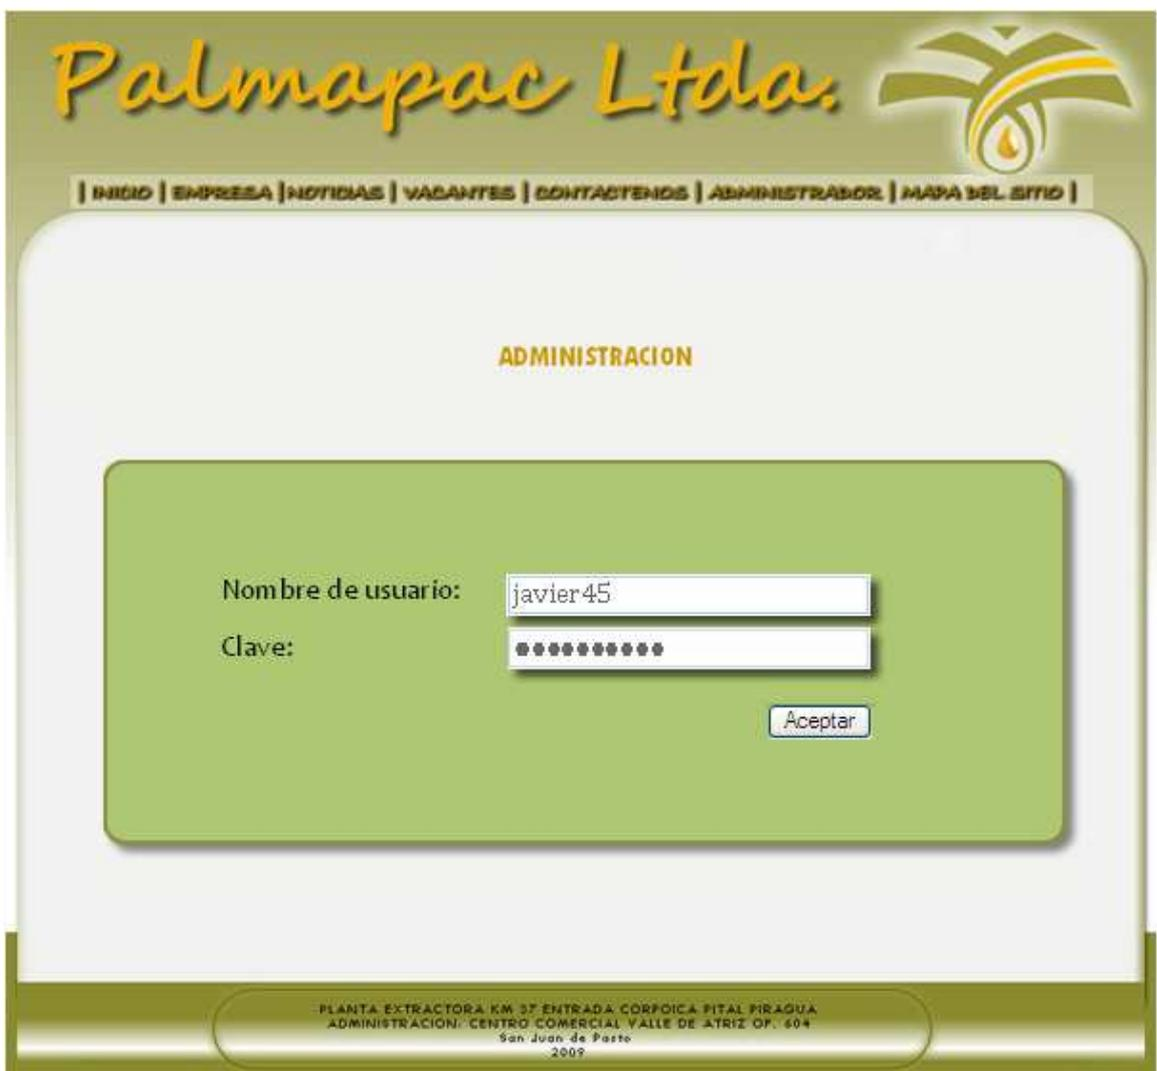 Palmapac Ltda.
| INICIO | EMPRESA | NOTICIAS | VACANTES | CONTACTENOS | ADMINISTRADOR | MAPA DEL SITIO |
ADMINISTRACION
Nombre de usuario: javier45
Clave: ●●●●●●●●●●
Aceptar
PLANTA EXTRACTORA KM 37 ENTRADA CORPOICA PITAL PIRAGUA
ADMINISTRACION: CENTRO COMERCIAL VALLE DE ATRIZ OF. 604
San Juan de Pasto
2009